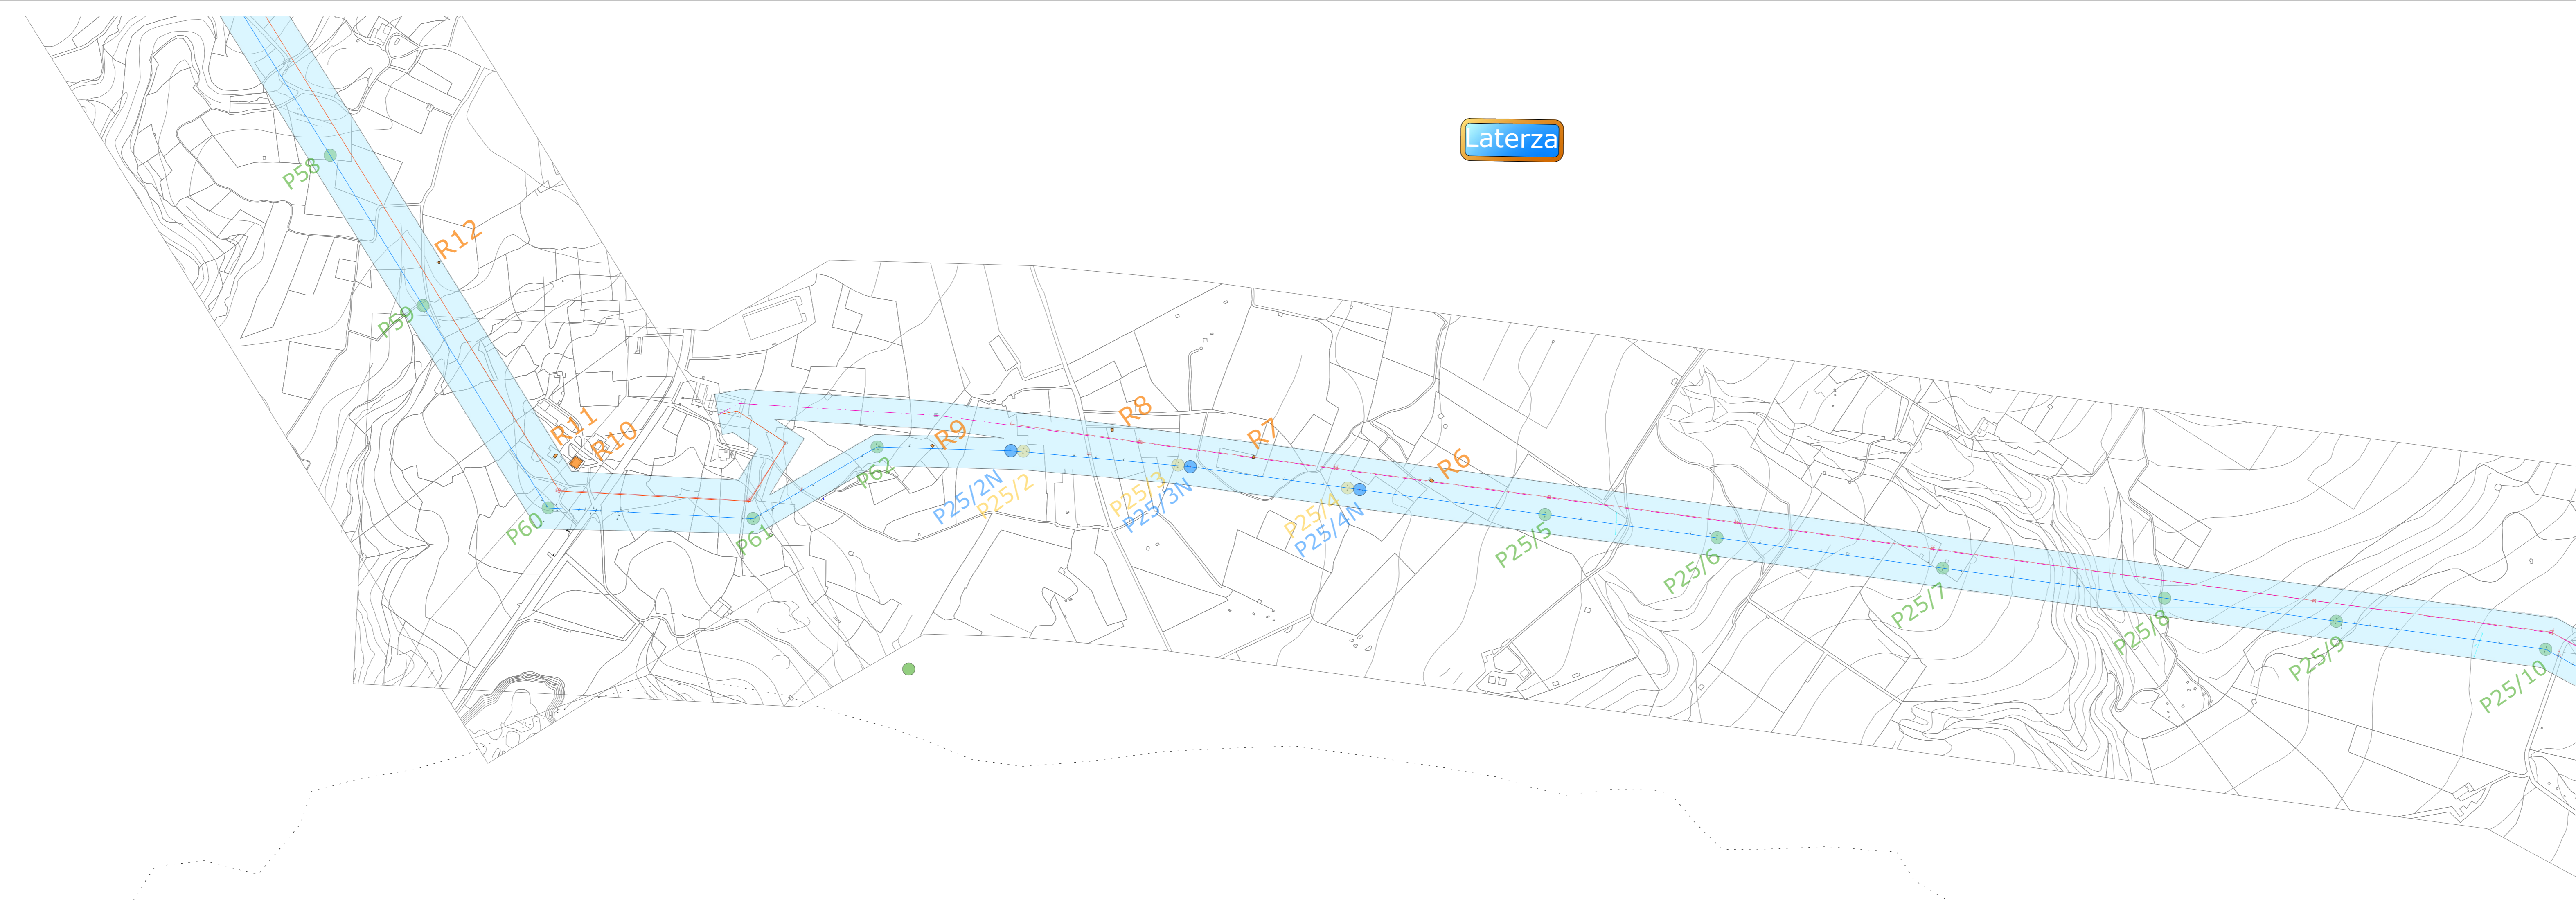 Laterza
P58
R12
P59
R11
R10
P60
P61
P62
R9
P25/2N
P25/2
R8
P25/3
P25/3N
R7
P25/4
P25/4N
R6
P25/5
P25/6
P25/7
P25/8
P25/9
P25/10